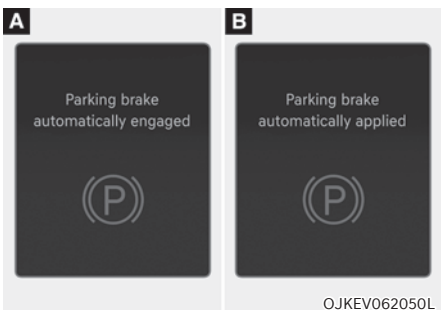 A
B
Parking brake
automatically engaged
Parking brake
automatically applied
P
P
OJKEV062050L